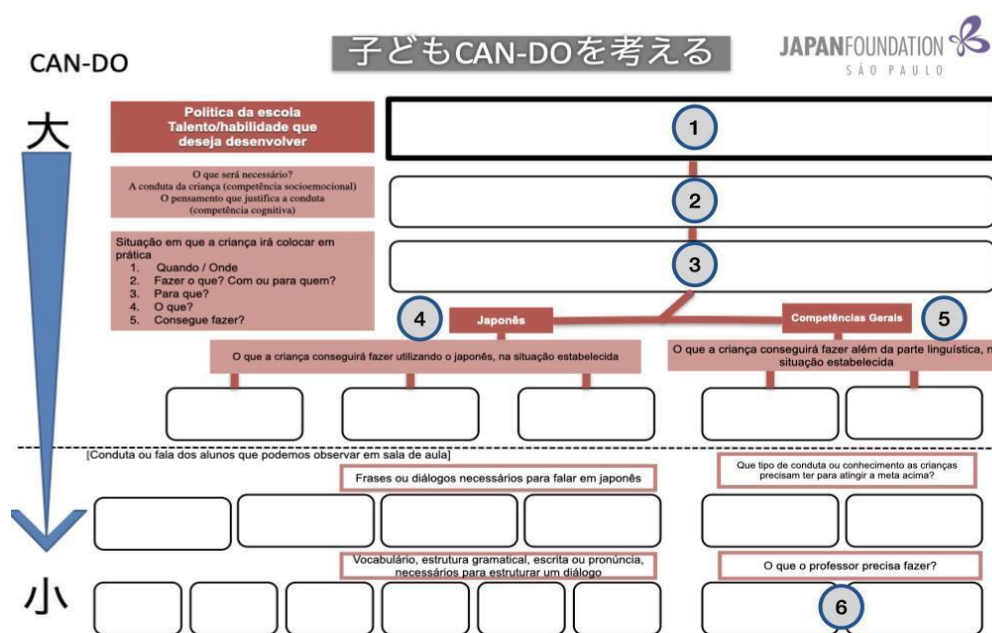 CAN-DO
子どもCAN-DOを考える
JAPANFOUNDATION
SÃO PAULO
大
Política da escola
Talento/habilidade que
deseja desenvolver
1
O que será necessário?
A conduta da criança (competência socioemocional)
O pensamento que justifica a conduta
(competência cognitiva)
2
Situação em que a criança irá colocar em
prática
1. Quando / Onde
2. Fazer o que? Com ou para quem?
3. Para que?
4. O que?
5. Consegue fazer?
3
4
Japonês
Competências Gerais
5
O que a criança conseguirá fazer utilizando o japonês, na situação estabelecida
O que a criança conseguirá fazer além da parte linguística, n
situação estabelecida
[Conduta ou fala dos alunos que podemos observar em sala de aula]
Frases ou diálogos necessários para falar em japonês
Que tipo de conduta ou conhecimento as crianças
precisam ter para atingir a meta acima?
小
Vocabulário, estrutura gramatical, escrita ou pronúncia,
necessários para estruturar um diálogo
O que o professor precisa fazer?
6